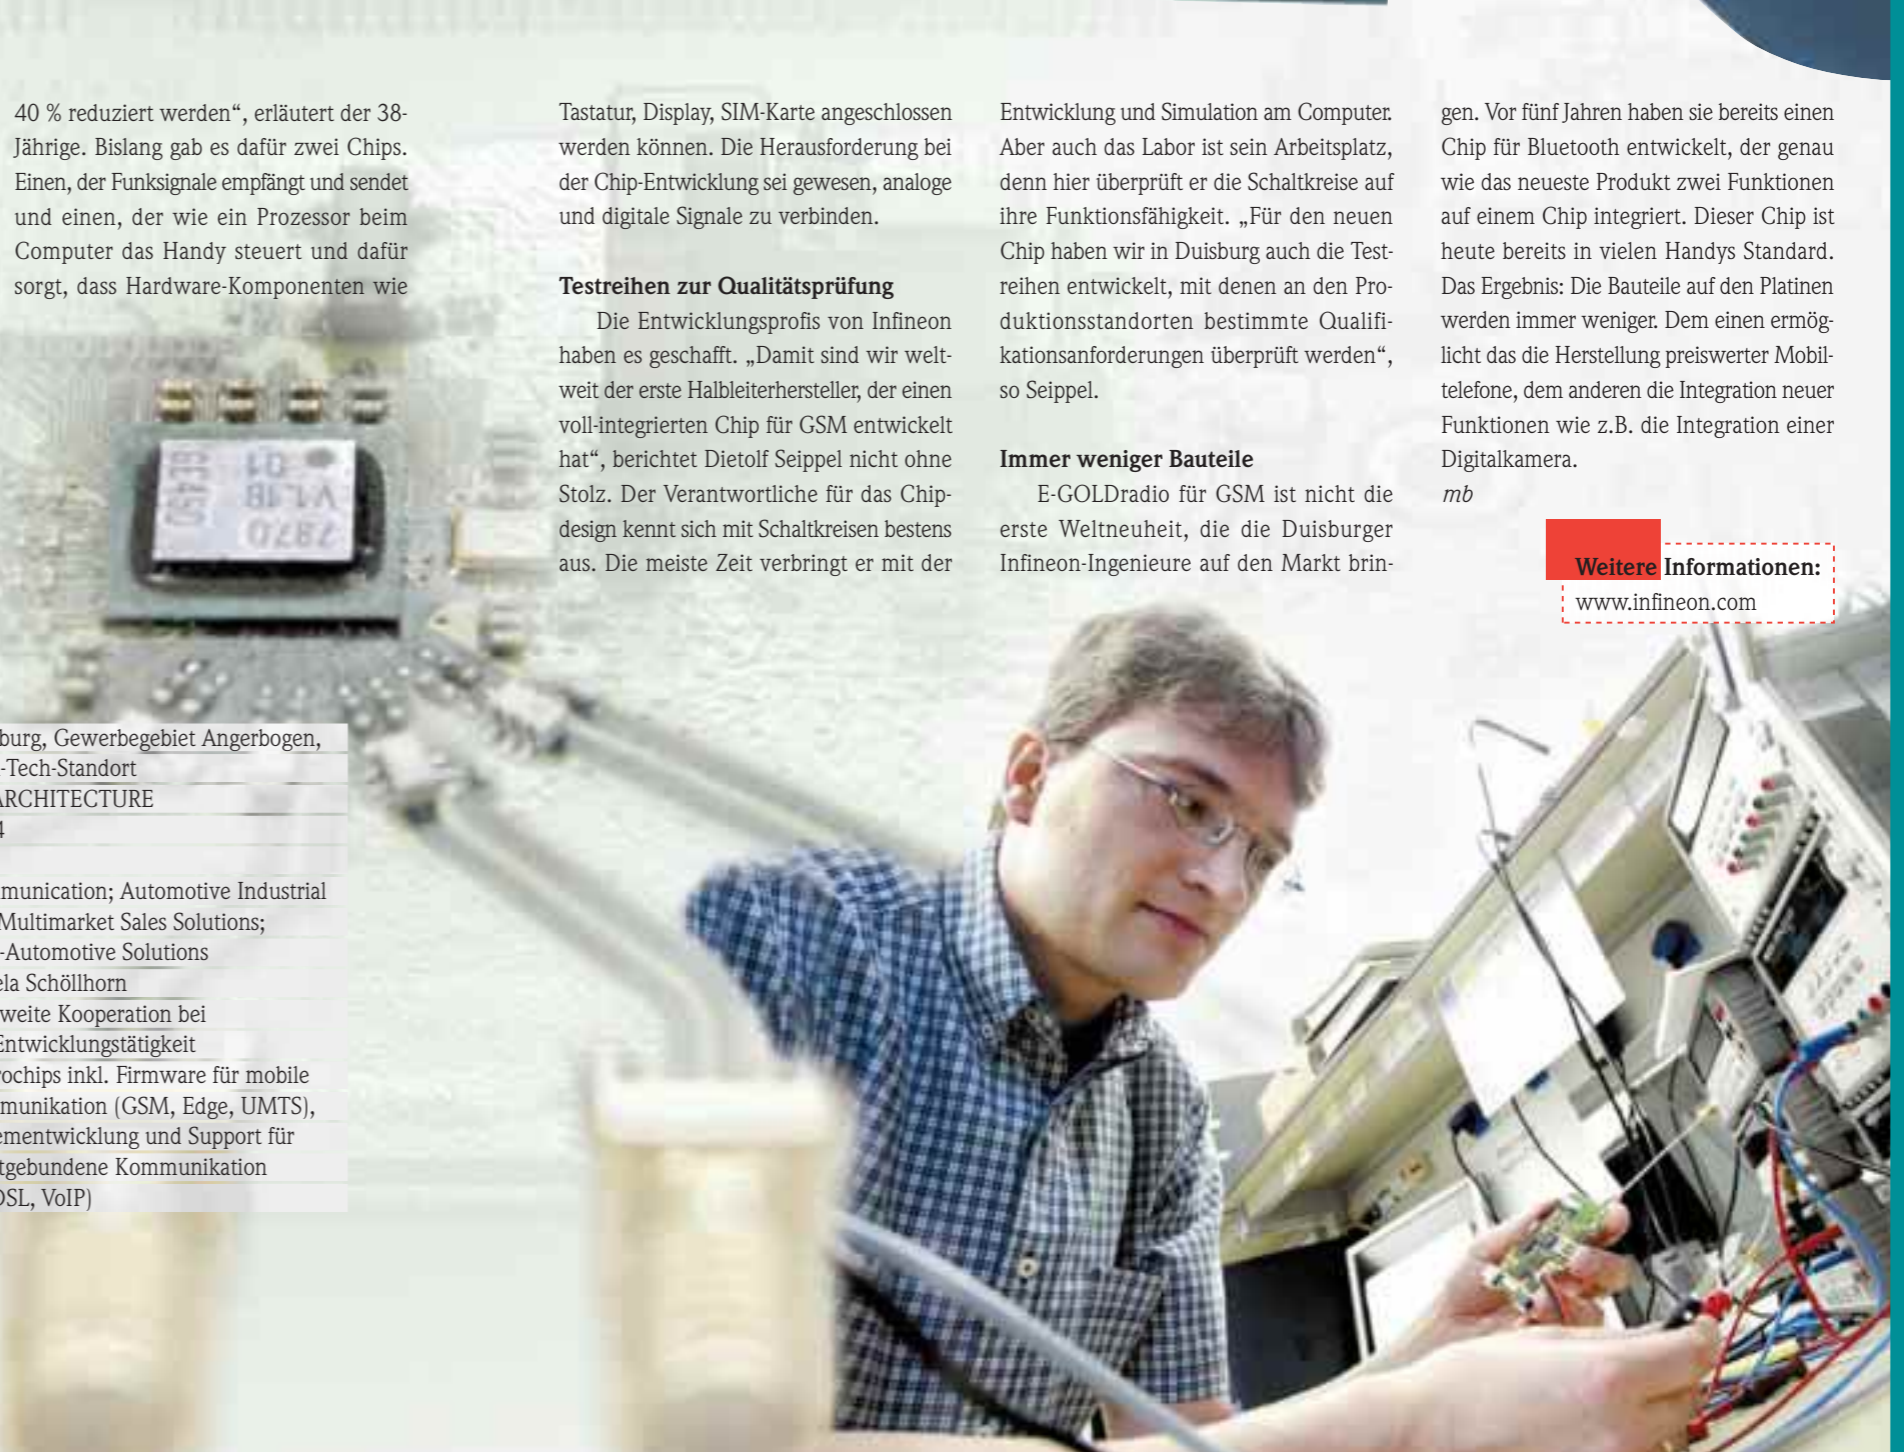 40 % reduziert werden“, erläutert der 38-
Jährige. Bislang gab es dafür zwei Chips.
Einen, der Funksignale empfängt und sendet
und einen, der wie ein Prozessor beim
Computer das Handy steuert und dafür
sorgt, dass Hardware-Komponenten wie
Tastatur, Display, SIM-Karte angeschlossen
werden können. Die Herausforderung bei
der Chip-Entwicklung sei gewesen, analoge
und digitale Signale zu verbinden.
Testreihen zur Qualitätsprüfung
Die Entwicklungsprofis von Infineon
haben es geschafft. „Damit sind wir welt-
weit der erste Halbleiterhersteller, der einen
voll-integrierten Chip für GSM entwickelt
hat“, berichtet Dietolf Seippel nicht ohne
Stolz. Der Verantwortliche für das Chip-
design kennt sich mit Schaltkreisen bestens
aus. Die meiste Zeit verbringt er mit der
Entwicklung und Simulation am Computer.
Aber auch das Labor ist sein Arbeitsplatz,
denn hier überprüft er die Schaltkreise auf
ihre Funktionsfähigkeit. „Für den neuen
Chip haben wir in Duisburg auch die Test-
reihen entwickelt, mit denen an den Pro-
duktionsstandorten bestimmte Qualifi-
kationsanforderungen überprüft werden“,
so Seippel.
Immer weniger Bauteile
E-GOLDradio für GSM ist nicht die
erste Weltneuheit, die die Duisburger
Infineon-Ingenieure auf den Markt brin-
gen. Vor fünf Jahren haben sie bereits einen
Chip für Bluetooth entwickelt, der genau
wie das neueste Produkt zwei Funktionen
auf einem Chip integriert. Dieser Chip ist
heute bereits in vielen Handys Standard.
Das Ergebnis: Die Bauteile auf den Platinen
werden immer weniger. Dem einen ermög-
licht das die Herstellung preiswerter Mobil-
telefone, dem anderen die Integration neuer
Funktionen wie z.B. die Integration einer
Digitalkamera.
mb
Weitere Informationen:
www.infineon.com
burg, Gewerbegebiet Angerbogen,
-Tech-Standort
ARCHITECTURE
4
munication; Automotive Industrial
Multimarket Sales Solutions;
-Automotive Solutions
ela Schöllhorn
weite Kooperation bei
Entwicklungstätigkeit
rochips inkl. Firmware für mobile
munikation (GSM, Edge, UMTS),
ementwicklung und Support für
tgebundene Kommunikation
DSL, VoIP)
7870
V1.1B
01